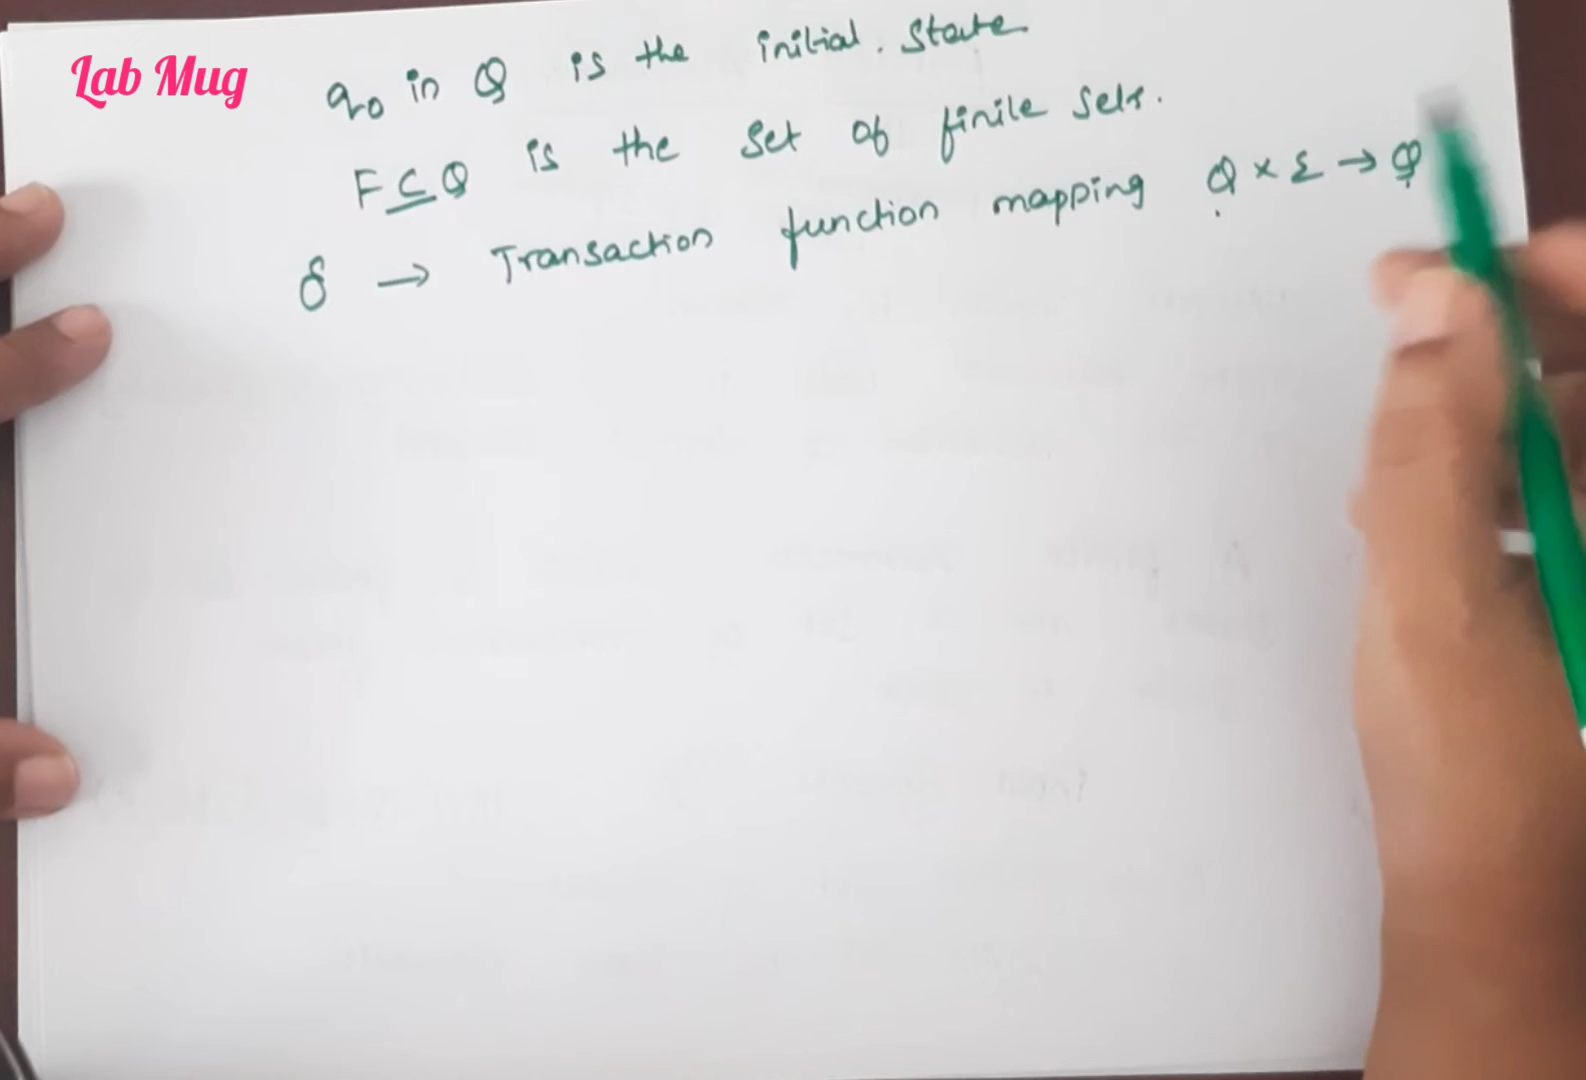 Lab Mug
q0 in Q is the initial. State
F ⊆ Q is the set of finite sets.
δ → Transaction function mapping Q × Σ → Q